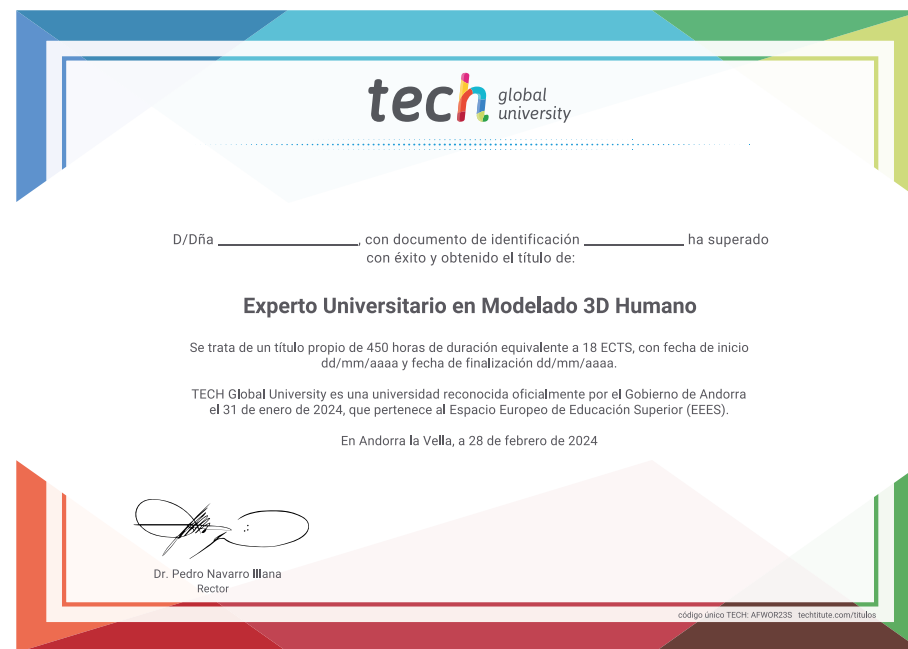 tech global university
D/Dña ______________, con documento de identificación __________ ha superado
con éxito y obtenido el título de:
Experto Universitario en Modelado 3D Humano
Se trata de un título propio de 450 horas de duración equivalente a 18 ECTS, con fecha de inicio
dd/mm/aaaa y fecha de finalización dd/mm/aaaa.
TECH Global University es una universidad reconocida oficialmente por el Gobierno de Andorra
el 31 de enero de 2024, que pertenece al Espacio Europeo de Educación Superior (EEES).
En Andorra la Vella, a 28 de febrero de 2024
Dr. Pedro Navarro Illana
Rector
código único TECH: AFWOR23S techtitute.com/titulos